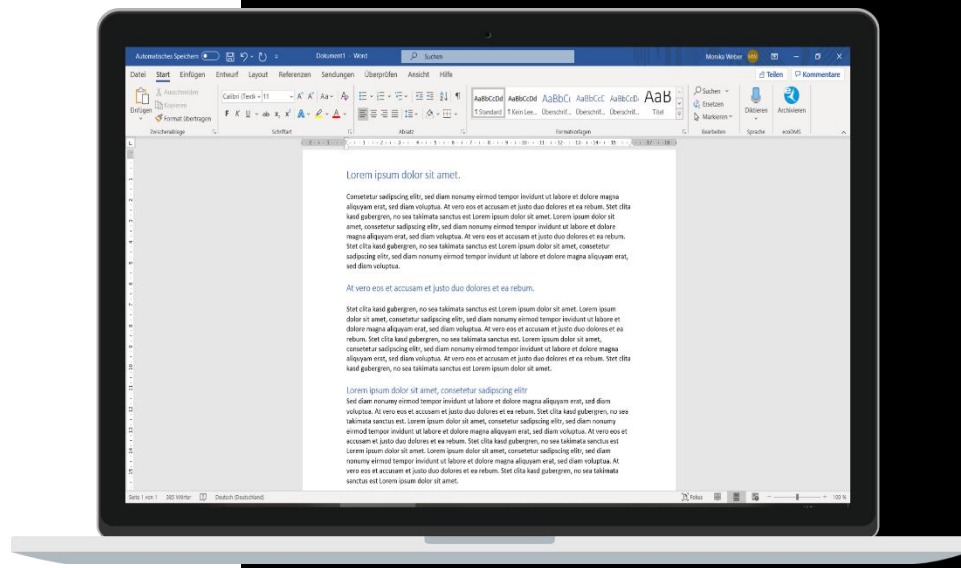 Automatisches Speichern
Dokument1 - Word
Suchen
Monika Weber
MW
Datei Start Einfügen Entwurf Layout Referenzen Sendungen Überprüfen Ansicht Hilfe
Teilen
Kommentare
Einfügen
Ausschneiden
Kopieren
Format übertragen
Zwischenablage
Calibri (Textk 11
F K U ab x, x²
Schriftart
Absatz
AaBbCcDd AaBbCcDd AaBbCc AaBbCcC AaBbCcD AaB
¶ Standard ¶ Kein Lee... Überschrif... Überschrif... Überschrif... Titel
Formatvorlagen
Suchen
Ersetzen
Markieren
Bearbeiten
Diktieren
Sprache
Archivieren
ecoDMS
Lorem ipsum dolor sit amet.
Consetetur sadipscing elitr, sed diam nonumy eirmod tempor invidunt ut labore et dolore magna
aliquyam erat, sed diam voluptua. At vero eos et accusam et justo duo dolores et ea rebum. Stet clita
kasd gubergren, no sea takimata sanctus est Lorem ipsum dolor sit amet. Lorem ipsum dolor sit
amet, consetetur sadipscing elitr, sed diam nonumy eirmod tempor invidunt ut labore et dolore
magna aliquyam erat, sed diam voluptua. At vero eos et accusam et justo duo dolores et ea rebum.
Stet clita kasd gubergren, no sea takimata sanctus est Lorem ipsum dolor sit amet, consetetur
sadipscing elitr, sed diam nonumy eirmod tempor invidunt ut labore et dolore magna aliquyam erat,
sed diam voluptua.
At vero eos et accusam et justo duo dolores et ea rebum.
Stet clita kasd gubergren, no sea takimata sanctus est Lorem ipsum dolor sit amet. Lorem ipsum
dolor sit amet, consetetur sadipscing elitr, sed diam nonumy eirmod tempor invidunt ut labore et
dolore magna aliquyam erat, sed diam voluptua. At vero eos et accusam et justo duo dolores et ea
rebum. Stet clita kasd gubergren, no sea takimata sanctus est. Lorem ipsum dolor sit amet,
consetetur sadipscing elitr, sed diam nonumy eirmod tempor invidunt ut labore et dolore magna
aliquyam erat, sed diam voluptua. At vero eos et accusam et justo duo dolores et ea rebum. Stet clita
kasd gubergren, no sea takimata sanctus est Lorem ipsum dolor sit amet.
Lorem ipsum dolor sit amet, consetetur sadipscing elitr
Sed diam nonumy eirmod tempor invidunt ut labore et dolore magna aliquyam erat, sed diam
voluptua. At vero eos et accusam et justo duo dolores et ea rebum. Stet clita kasd gubergren, no sea
takimata sanctus est. Lorem ipsum dolor sit amet, consetetur sadipscing elitr, sed diam nonumy
eirmod tempor invidunt ut labore et dolore magna aliquyam erat, sed diam voluptua. At vero eos et
accusam et justo duo dolores et ea rebum. Stet clita kasd gubergren, no sea takimata sanctus est
Lorem ipsum dolor sit amet. Lorem ipsum dolor sit amet, consetetur sadipscing elitr, sed diam
nonumy eirmod tempor invidunt ut labore et dolore magna aliquyam erat, sed diam voluptua. At
vero eos et accusam et justo duo dolores et ea rebum. Stet clita kasd gubergren, no sea takimata
sanctus est Lorem ipsum dolor sit amet.
Seite 1 von 1 385 Wörter Deutsch (Deutschland) Fokus 100 %